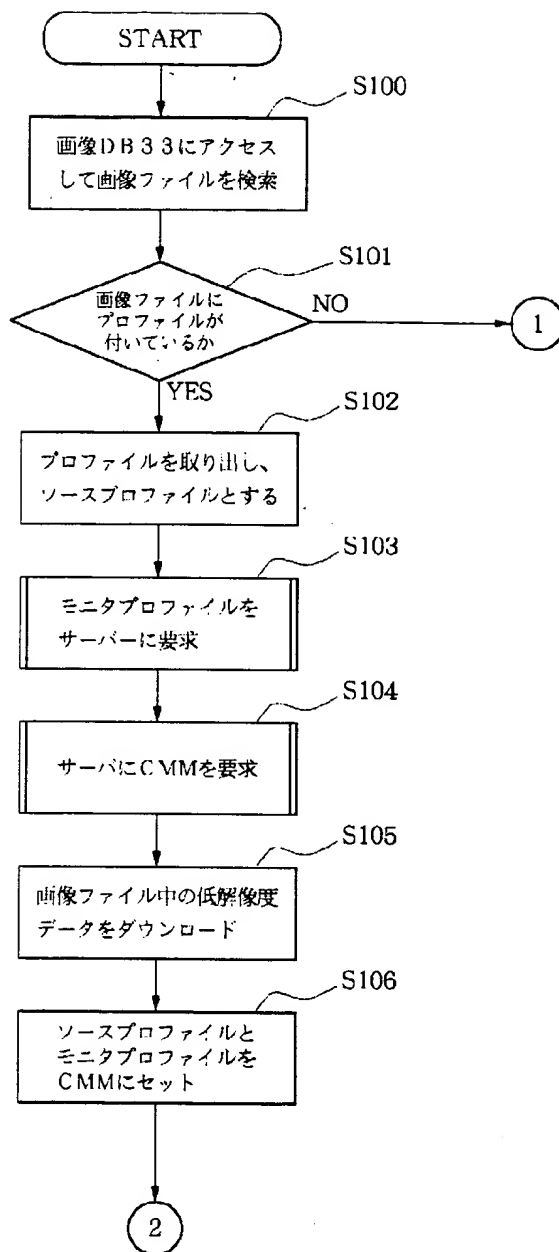 START
S100
画像DB33にアクセス
して画像ファイルを検索
S101
画像ファイルに
プロファイルが
付いているか
NO
1
YES
S102
プロファイルを取り出し、
ソースプロファイルとする
S103
モニタプロファイルを
サーバーに要求
S104
サーバにCMMを要求
S105
画像ファイル中の低解像度
データをダウンロード
S106
ソースプロファイルと
モニタプロファイルを
CMMにセット
2